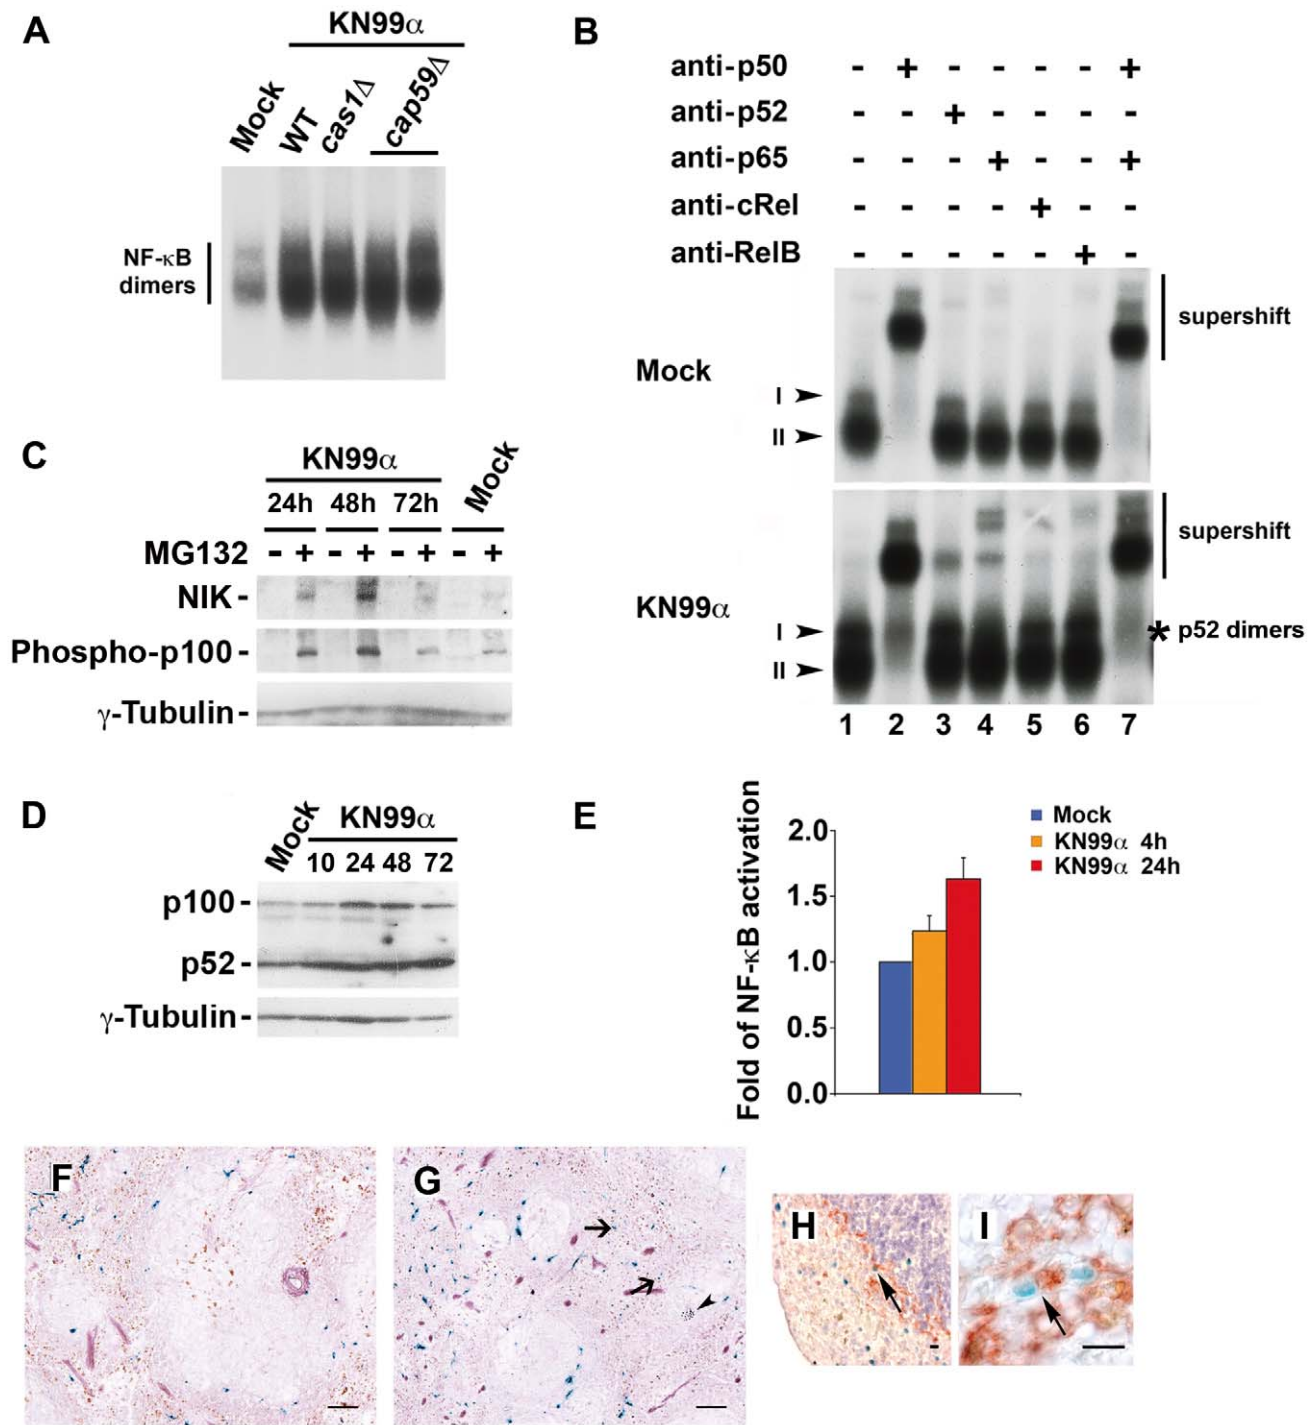 A
KN99α
Mock WT cas1Δ cap59Δ
NF-κB
dimers
B
anti-p50 - + - - - - +
anti-p52 - - + - - - -
anti-p65 - - - + - - +
anti-cRel - - - - + - -
anti-RelB - - - - - + -
supershift
Mock
I
II
supershift
KN99α
I
* p52 dimers
II
1 2 3 4 5 6 7
C
KN99α Mock
24h 48h 72h
MG132 - + - + - + - +
NIK -
Phospho-p100 -
γ-Tubulin -
D
Mock KN99α
10 24 48 72
p100 -
p52 -
γ-Tubulin -
E
Fold of NF-κB activation
2.0
1.5
1.0
0.5
0.0
Mock
KN99α 4h
KN99α 24h
F
G
H
I